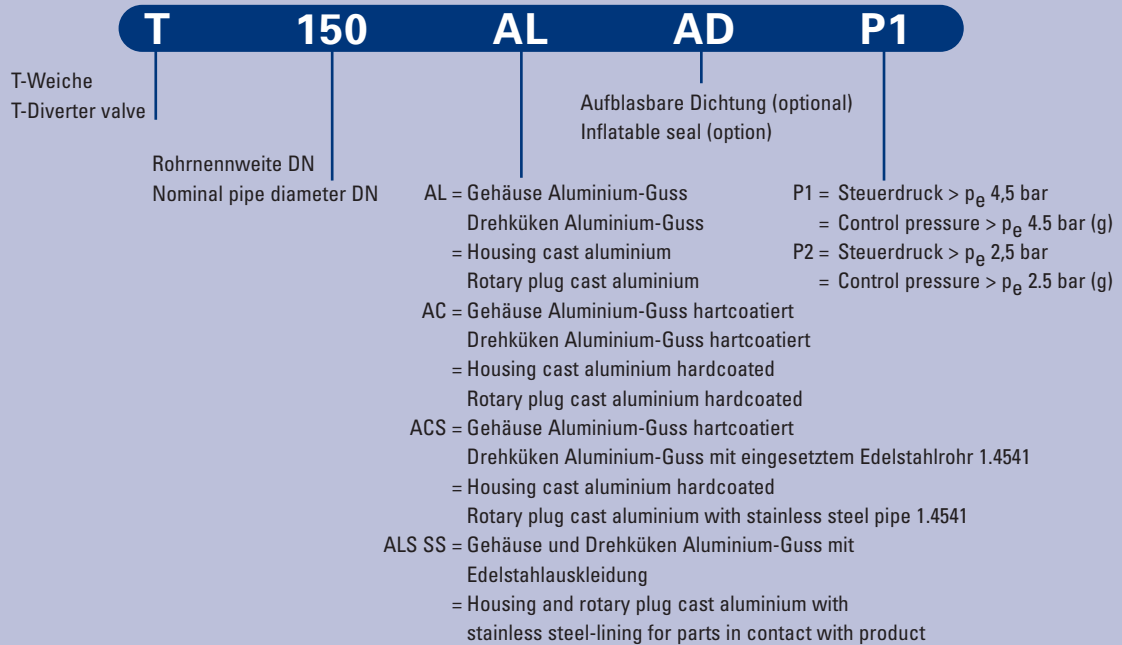 T 150 AL AD P1
T-Weiche
T-Diverter valve
Rohrnennweite DN
Nominal pipe diameter DN
Aufblasbare Dichtung (optional)
Inflatable seal (option)
AL = Gehäuse Aluminium-Guss
Drehküken Aluminium-Guss
= Housing cast aluminium
Rotary plug cast aluminium
AC = Gehäuse Aluminium-Guss hartcoatiert
Drehküken Aluminium-Guss hartcoatiert
= Housing cast aluminium hardcoated
Rotary plug cast aluminium hardcoated
ACS = Gehäuse Aluminium-Guss hartcoatiert
Drehküken Aluminium-Guss mit eingesetztem Edelstahlrohr 1.4541
= Housing cast aluminium hardcoated
Rotary plug cast aluminium with stainless steel pipe 1.4541
ALS SS = Gehäuse und Drehküken Aluminium-Guss mit
Edelstahlauskleidung
= Housing and rotary plug cast aluminium with
stainless steel-lining for parts in contact with product
P1 = Steuerdruck > pe 4,5 bar
= Control pressure > pe 4.5 bar (g)
P2 = Steuerdruck > pe 2,5 bar
= Control pressure > pe 2.5 bar (g)